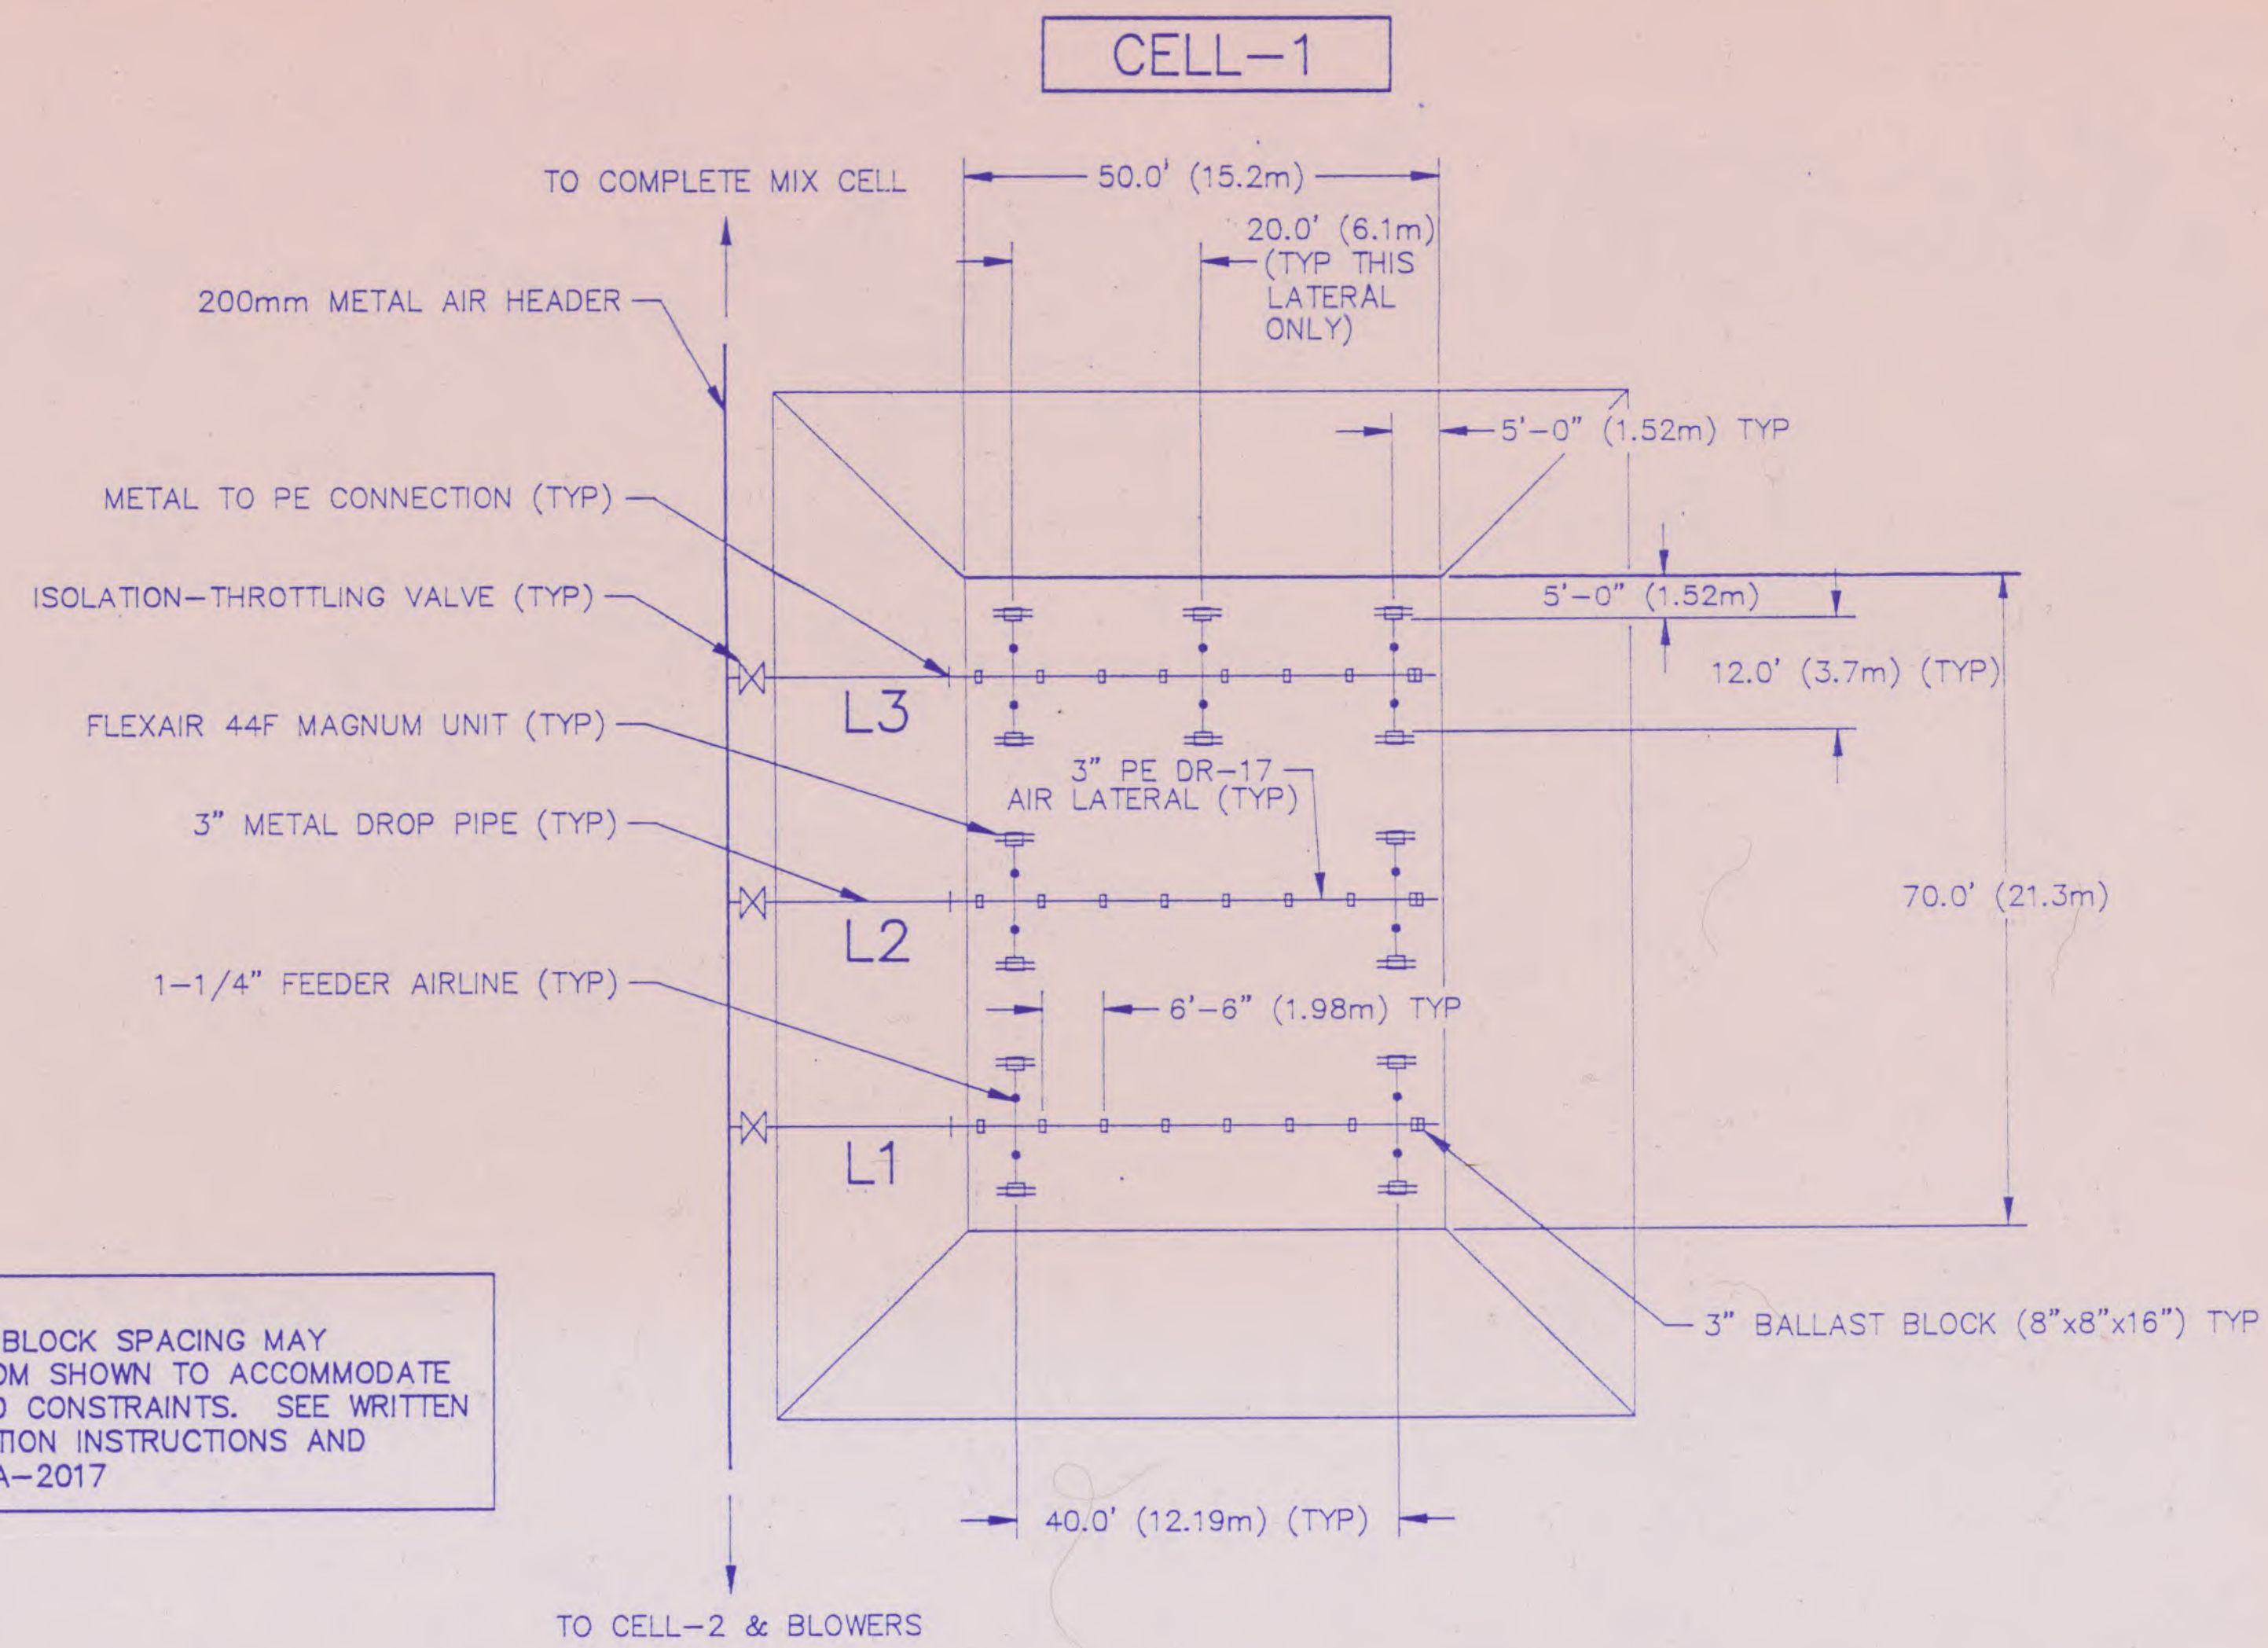 CELL-1
TO COMPLETE MIX CELL
50.0' (15.2m)
20.0' (6.1m)
(TYP THIS
LATERAL
ONLY)
200mm METAL AIR HEADER
5'-0" (1.52m) TYP
METAL TO PE CONNECTION (TYP)
ISOLATION-THROTTLING VALVE (TYP)
5'-0" (1.52m)
12.0' (3.7m) (TYP)
L3
FLEXAIR 44F MAGNUM UNIT (TYP)
3" PE DR-17
AIR LATERAL (TYP)
3" METAL DROP PIPE (TYP)
70.0' (21.3m)
L2
1-1/4" FEEDER AIRLINE (TYP)
6'-6" (1.98m) TYP
L1
3" BALLAST BLOCK (8"x8"x16") TYP
BLOCK SPACING MAY
SHOWN TO ACCOMMODATE
CONSTRAINTS. SEE WRITTEN
INSTRUCTIONS AND
A-2017
40.0' (12.19m) (TYP)
TO CELL-2 & BLOWERS